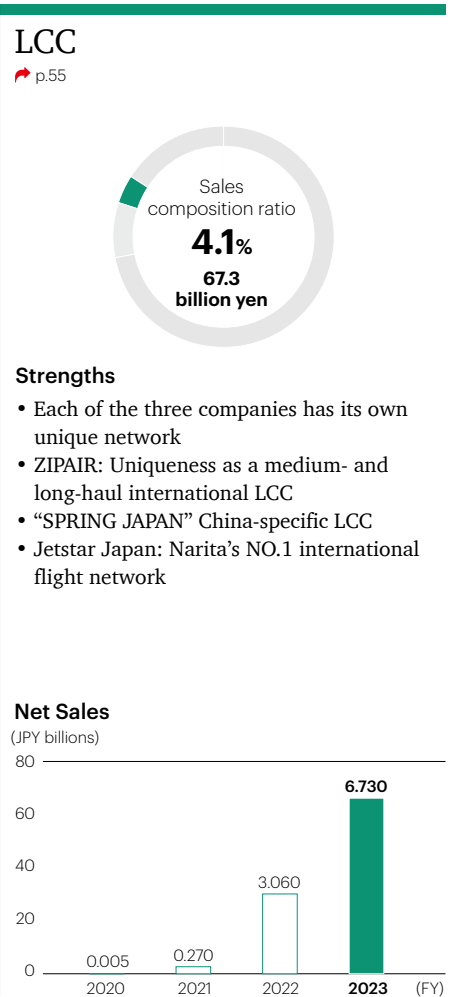 LCC
p.55
Sales
composition ratio
4.1%
67.3
billion yen
Strengths
• Each of the three companies has its own
unique network
• ZIPAIR: Uniqueness as a medium- and
long-haul international LCC
• “SPRING JAPAN” China-specific LCC
• Jetstar Japan: Narita’s NO.1 international
flight network
Net Sales
(JPY billions)
80
6.730
60
40
3.060
20
0.005
0.270
0
2020
2021
2022
2023
(FY)